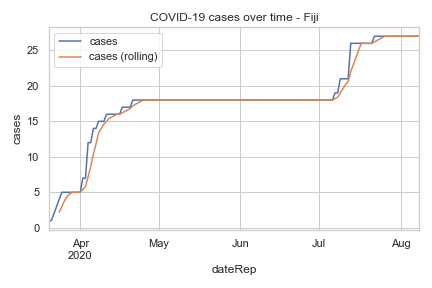 COVID-19 cases over time - Fiji
cases
cases (rolling)
25
20
15
10
5
0
cases
Apr
2020
May
Jun
Jul
Aug
dateRep